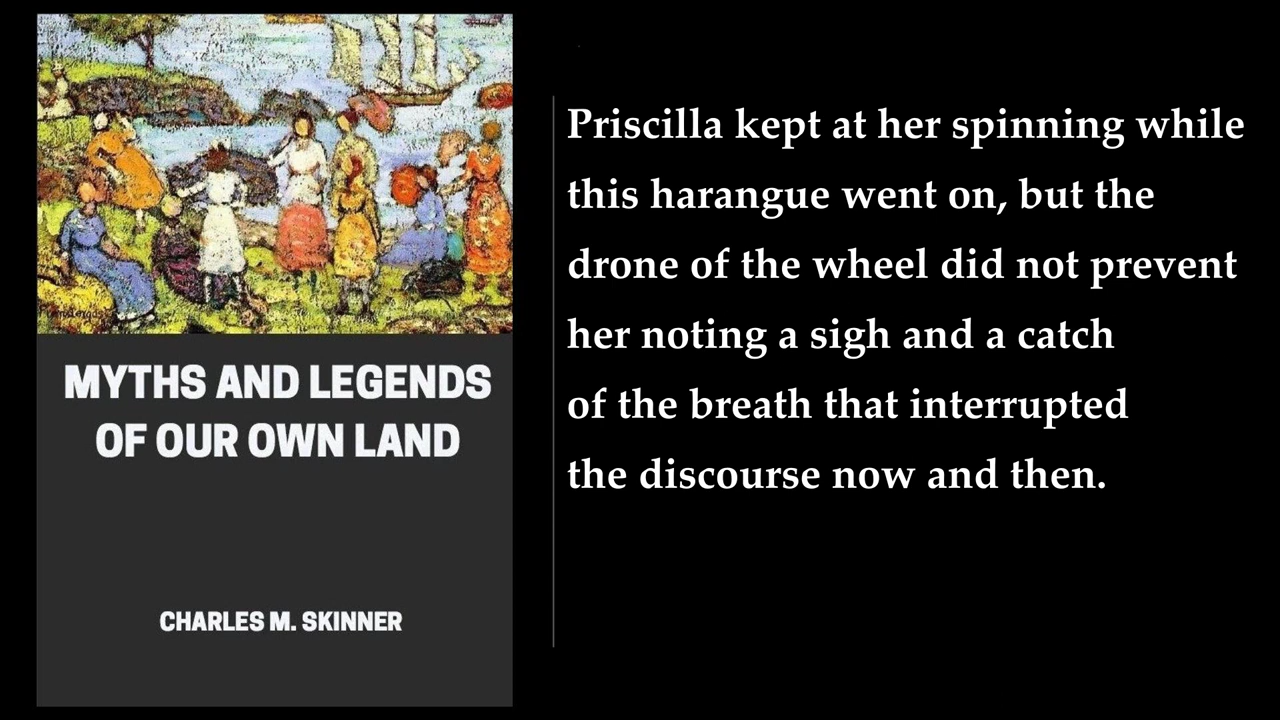 MYTHS AND LEGENDS
OF OUR OWN LAND
CHARLES M. SKINNER
Priscilla kept at her spinning while
this harangue went on, but the
drone of the wheel did not prevent
her noting a sigh and a catch
of the breath that interrupted
the discourse now and then.